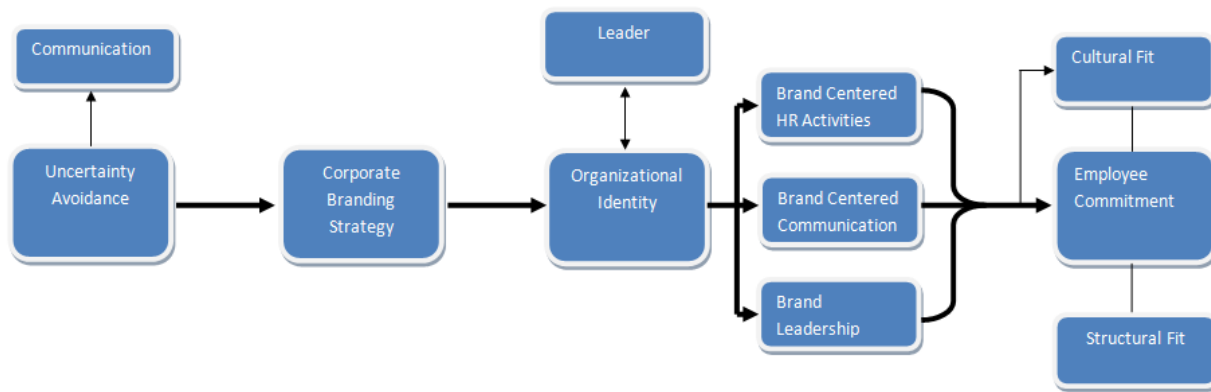 Communication
Uncertainty
Avoidance
Corporate
Branding
Strategy
Leader
Organizational
Identity
Brand Centered
HR Activities
Brand Centered
Communication
Brand
Leadership
Cultural Fit
Employee
Commitment
Structural Fit